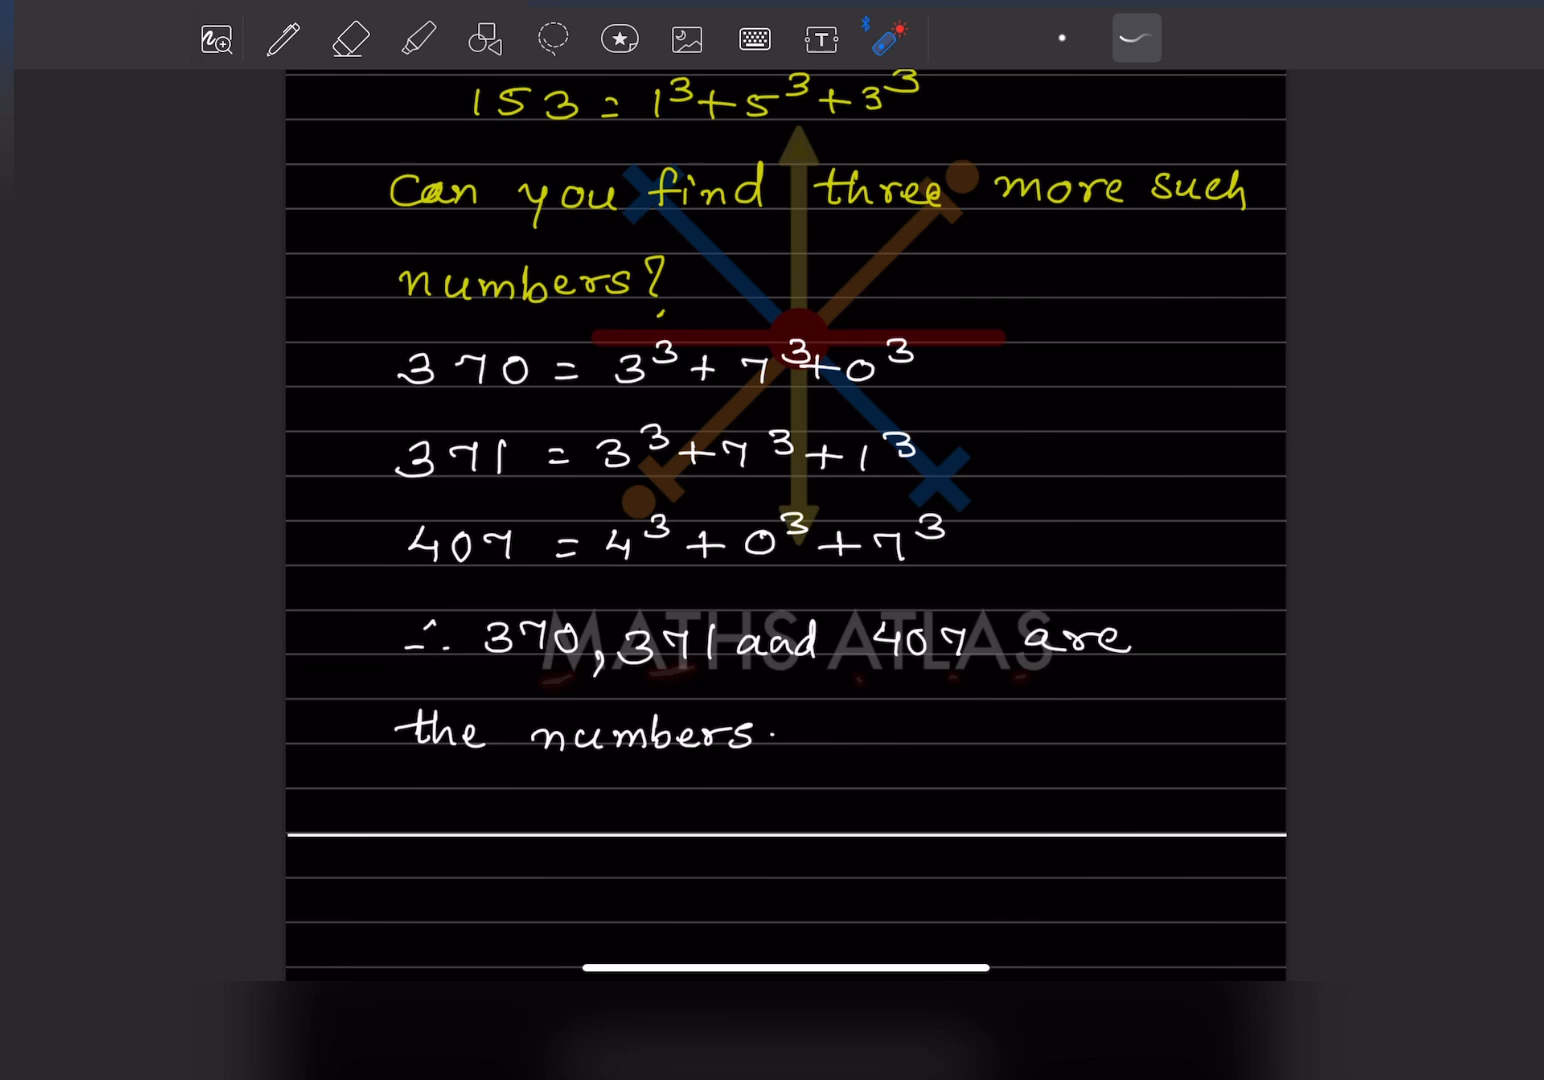 153 = 1³+5³+3³
Can you find three more such
numbers?
370 = 3³+7³+0³
371 = 3³+7³+1³
407 = 4³+0³+7³
MATHS ATLAS
∴ 370, 371 and 407 are
the numbers.